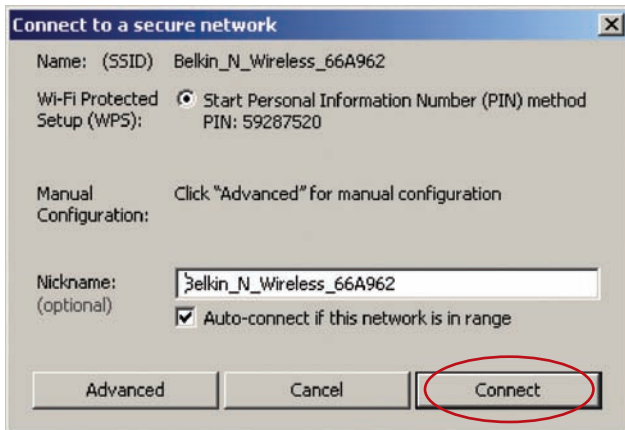 Connect to a secure network
Name: (SSID) Belkin_N_Wireless_66A962
Wi-Fi Protected
Setup (WPS):
Start Personal Information Number (PIN) method
PIN: 59287520
Manual
Configuration:
Click "Advanced" for manual configuration
Nickname:
(optional)
Belkin_N_Wireless_66A962
Auto-connect if this network is in range
Advanced Cancel Connect